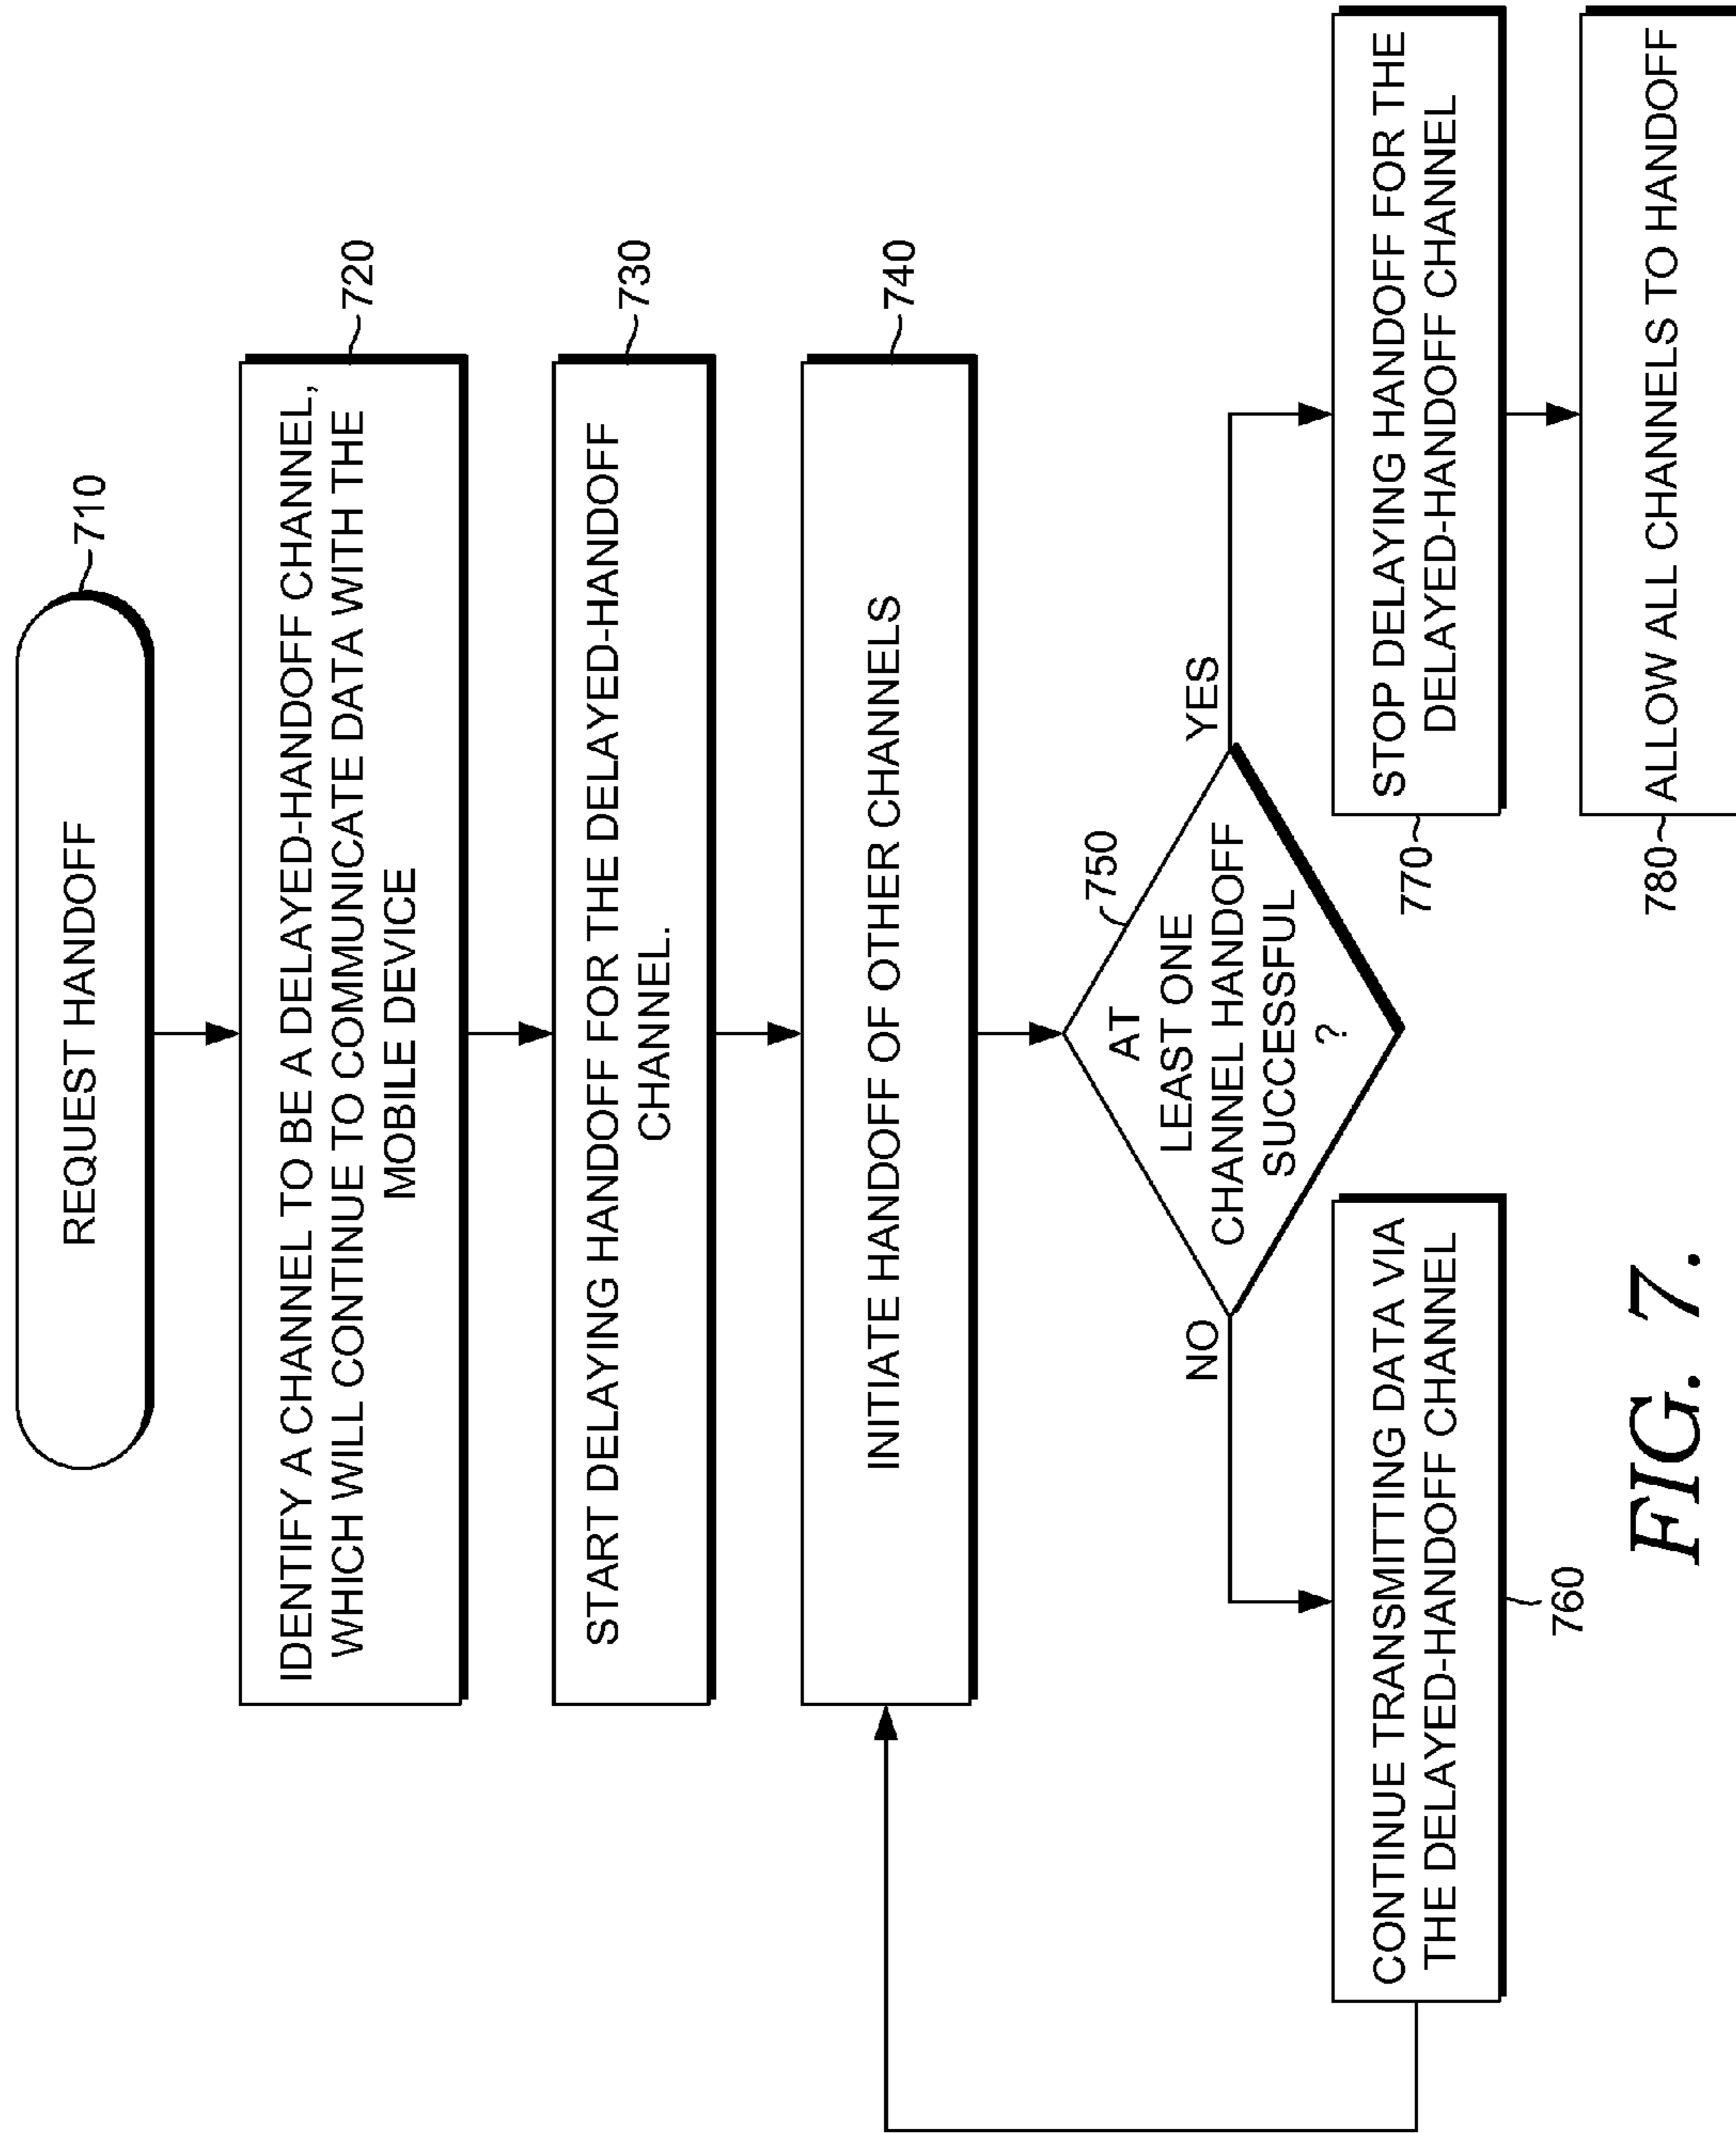 REQUEST HANDOFF
710
IDENTIFY A CHANNEL TO BE A DELAYED-HANDOFF CHANNEL,
WHICH WILL CONTINUE TO COMMUNICATE DATA WITH THE
MOBILE DEVICE
720
START DELAYING HANDOFF FOR THE DELAYED-HANDOFF
CHANNEL.
730
INITIATE HANDOFF OF OTHER CHANNELS
740
AT
LEAST ONE
CHANNEL HANDOFF
SUCCESSFUL
?
750
NO
YES
CONTINUE TRANSMITTING DATA VIA
THE DELAYED-HANDOFF CHANNEL
760
STOP DELAYING HANDOFF FOR THE
DELAYED-HANDOFF CHANNEL
770
780
ALLOW ALL CHANNELS TO HANDOFF
FIG. 7.